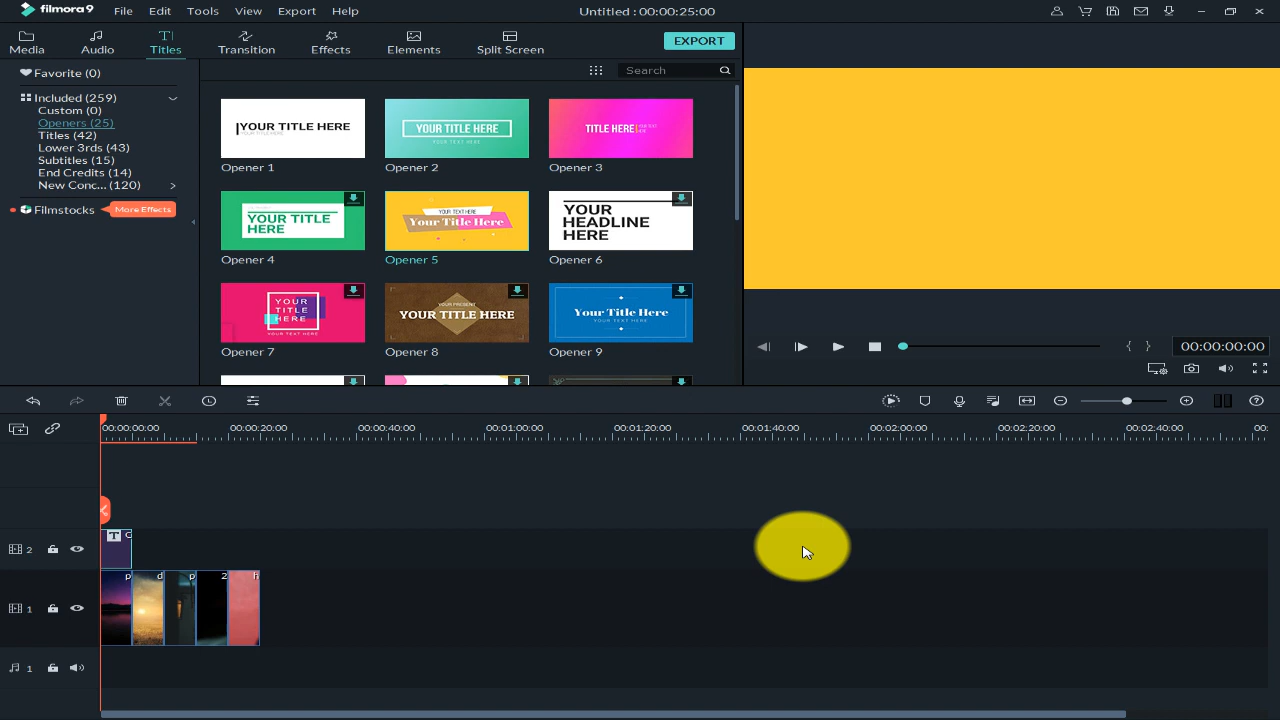 filmora9 File Edit Tools View Export Help Untitled : 00:00:25:00
Media Audio Titles Transition Effects Elements Split Screen EXPORT
Favorite (0)
Search
Included (259)
Custom (0)
Openers (25)
Titles (42)
Lower 3rds (43)
Subtitles (15)
End Credits (14)
New Conc... (120)
Filmstocks More Effects
YOUR TITLE HERE
Opener 1
YOUR TITLE HERE
YOUR TEXT HERE
Opener 2
TITLE HERE
Opener 3
YOUR TITLE
HERE
Opener 4
YOUR TEXT HERE
Your Title Here
Opener 5
YOUR
HEADLINE
HERE
Opener 6
YOUR
TITLE
HERE
YOUR TEXT HERE
Opener 7
YOUR PRESENT
YOUR TITLE HERE
Opener 8
Your Title Here
YOUR TEXT HERE
Opener 9
{ } 00:00:00:00
00:00:00:00 00:00:20:00 00:00:40:00 00:01:00:00 00:01:20:00 00:01:40:00 00:02:00:00 00:02:20:00 00:02:40:00 00:
T
2
p d p 2
1
1